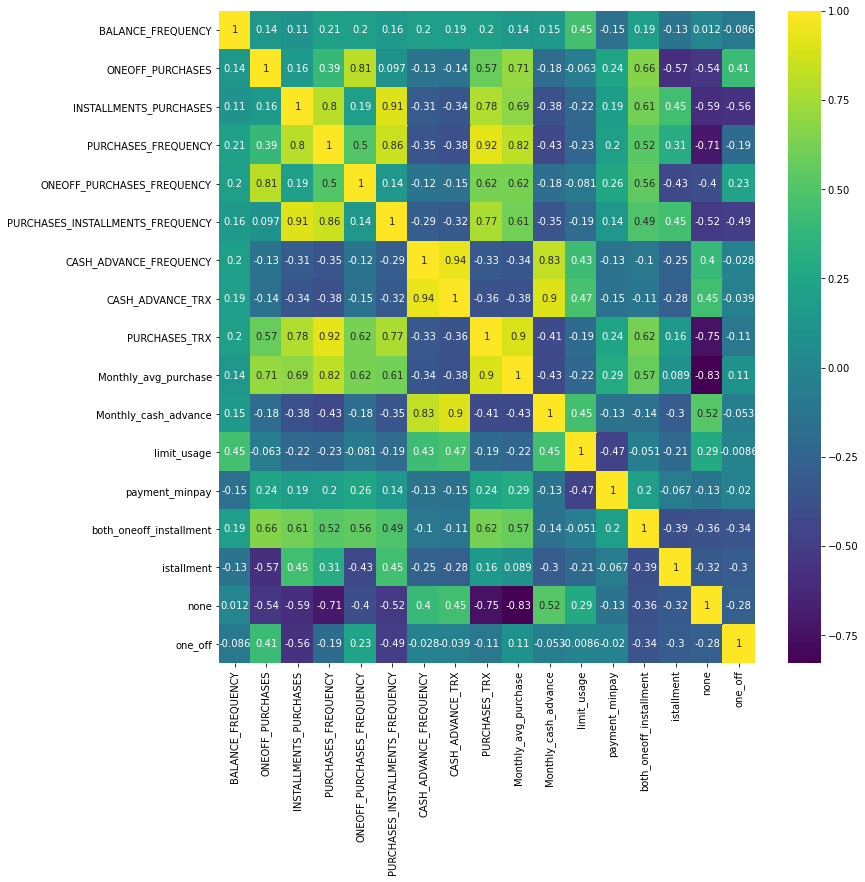 BALANCE_FREQUENCY 1 0.14 0.11 0.21 0.2 0.16 0.2 0.19 0.2 0.14 0.15 0.45 -0.15 0.19 -0.13 0.012 -0.086
ONEOFF_PURCHASES 0.14 1 0.16 0.39 0.81 0.097 -0.13 -0.14 0.57 0.71 -0.18 -0.063 0.24 0.66 -0.57 -0.54 0.41
INSTALLMENTS_PURCHASES 0.11 0.16 1 0.8 0.19 0.91 -0.31 -0.34 0.78 0.69 -0.38 -0.22 0.19 0.61 0.45 -0.59 -0.56
PURCHASES_FREQUENCY 0.21 0.39 0.8 1 0.5 0.86 -0.35 -0.38 0.92 0.82 -0.43 -0.23 0.2 0.52 0.31 -0.71 -0.19
ONEOFF_PURCHASES_FREQUENCY 0.2 0.81 0.19 0.5 1 0.14 -0.12 -0.15 0.62 0.62 -0.18 -0.081 0.26 0.56 -0.43 -0.4 0.23
PURCHASES_INSTALLMENTS_FREQUENCY 0.16 0.097 0.91 0.86 0.14 1 -0.29 -0.32 0.77 0.61 -0.35 -0.19 0.14 0.49 0.45 -0.52 -0.49
CASH_ADVANCE_FREQUENCY 0.2 -0.13 -0.31 -0.35 -0.12 -0.29 1 0.94 -0.33 -0.34 0.83 0.43 -0.13 -0.1 -0.25 0.4 -0.028
CASH_ADVANCE_TRX 0.19 -0.14 -0.34 -0.38 -0.15 -0.32 0.94 1 -0.36 -0.38 0.9 0.47 -0.15 -0.11 -0.28 0.45 -0.039
PURCHASES_TRX 0.2 0.57 0.78 0.92 0.62 0.77 -0.33 -0.36 1 0.9 -0.41 -0.19 0.24 0.62 0.16 -0.75 -0.11
Monthly_avg_purchase 0.14 0.71 0.69 0.82 0.62 0.61 -0.34 -0.38 0.9 1 -0.43 -0.22 0.29 0.57 0.089 -0.83 0.11
Monthly_cash_advance 0.15 -0.18 -0.38 -0.43 -0.18 -0.35 0.83 0.9 -0.41 -0.43 1 0.45 -0.13 -0.14 -0.3 0.52 -0.053
limit_usage 0.45 -0.063 -0.22 -0.23 -0.081 -0.19 0.43 0.47 -0.19 -0.22 0.45 1 -0.47 -0.051 -0.21 0.29 -0.0086
payment_minpay -0.15 0.24 0.19 0.2 0.26 0.14 -0.13 -0.15 0.24 0.29 -0.13 -0.47 1 0.2 -0.067 -0.13 -0.02
both_oneoff_installment 0.19 0.66 0.61 0.52 0.56 0.49 -0.1 -0.11 0.62 0.57 -0.14 -0.051 0.2 1 -0.39 -0.36 -0.34
istallment -0.13 -0.57 0.45 0.31 -0.43 0.45 -0.25 -0.28 0.16 0.089 -0.3 -0.21 -0.067 -0.39 1 -0.32 -0.3
none 0.012 -0.54 -0.59 -0.71 -0.4 -0.52 0.4 0.45 -0.75 -0.83 0.52 0.29 -0.13 -0.36 -0.32 1 -0.28
one_off -0.086 0.41 -0.56 -0.19 0.23 -0.49 -0.028 -0.039 -0.11 0.11 -0.053 -0.0086 -0.02 -0.34 -0.3 -0.28 1
BALANCE_FREQUENCY
ONEOFF_PURCHASES
INSTALLMENTS_PURCHASES
PURCHASES_FREQUENCY
ONEOFF_PURCHASES_FREQUENCY
PURCHASES_INSTALLMENTS_FREQUENCY
CASH_ADVANCE_FREQUENCY
CASH_ADVANCE_TRX
PURCHASES_TRX
Monthly_avg_purchase
Monthly_cash_advance
limit_usage
payment_minpay
both_oneoff_installment
istallment
none
one_off
1.00
0.75
0.50
0.25
0.00
−0.25
−0.50
−0.75